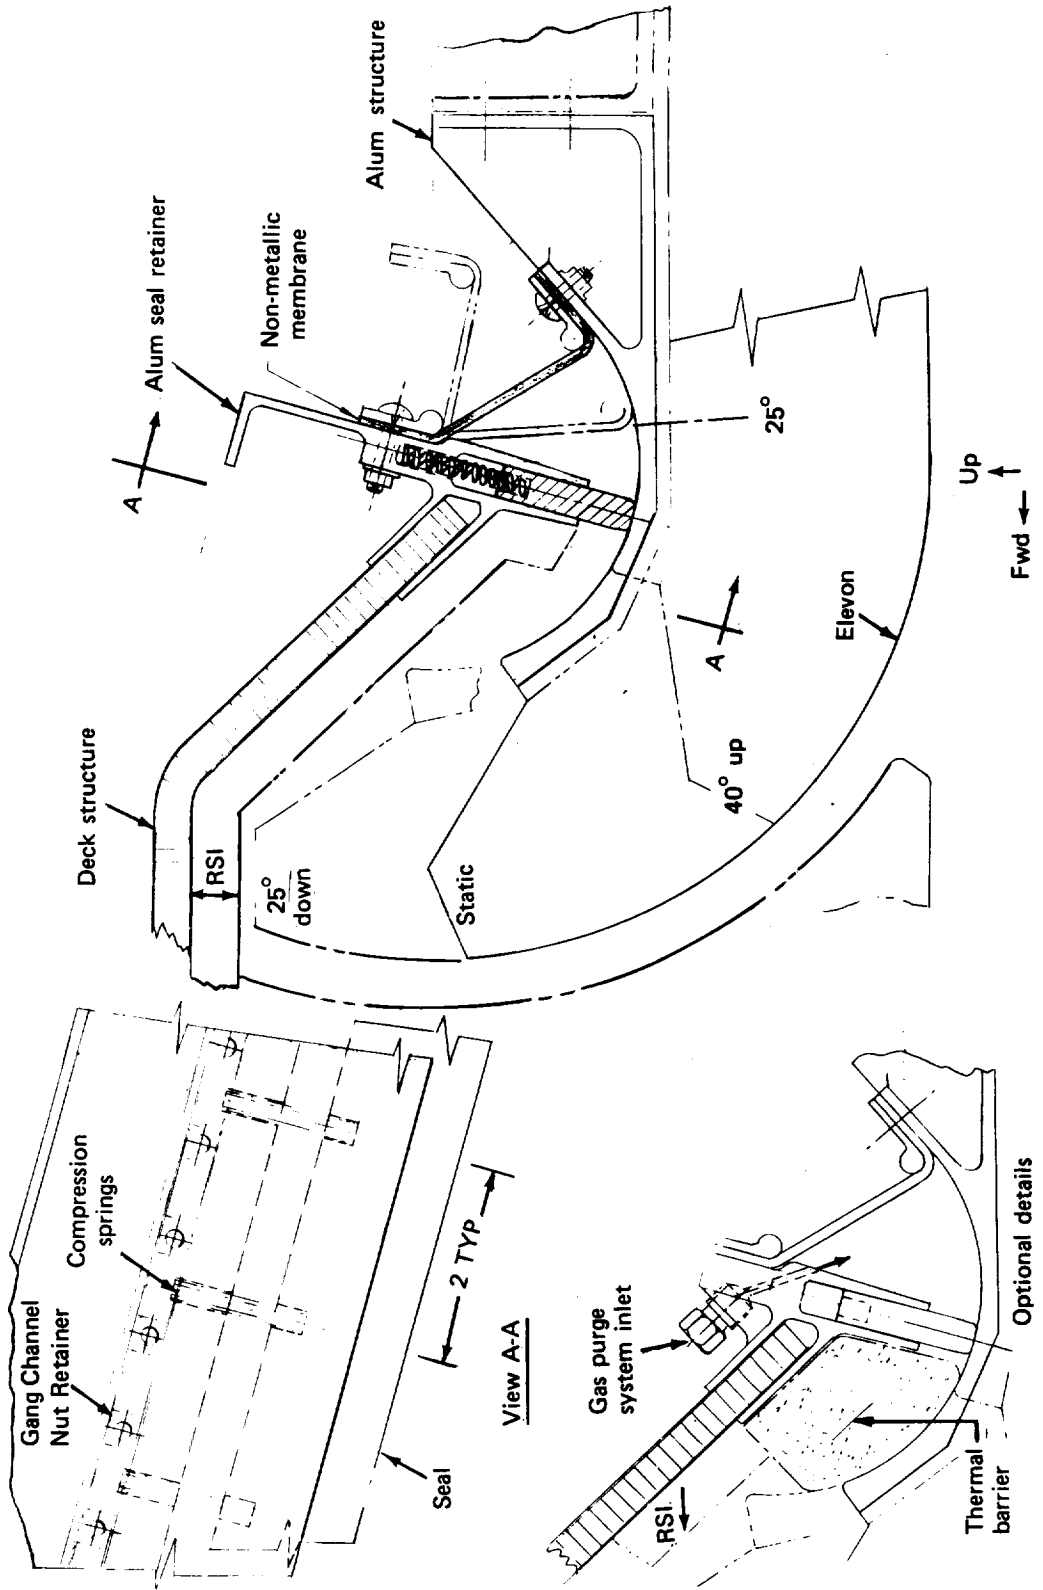 Gang Channel
Nut Retainer
Compression
springs
2 TYP
Seal
View A-A
Deck structure
RSI
25°
down
Static
40° up
Elevon
A
Alum seal retainer
Non-metallic
membrane
Alum structure
25°
A
Up
Fwd
Gas purge
system inlet
RSI
Thermal
barrier
Optional details